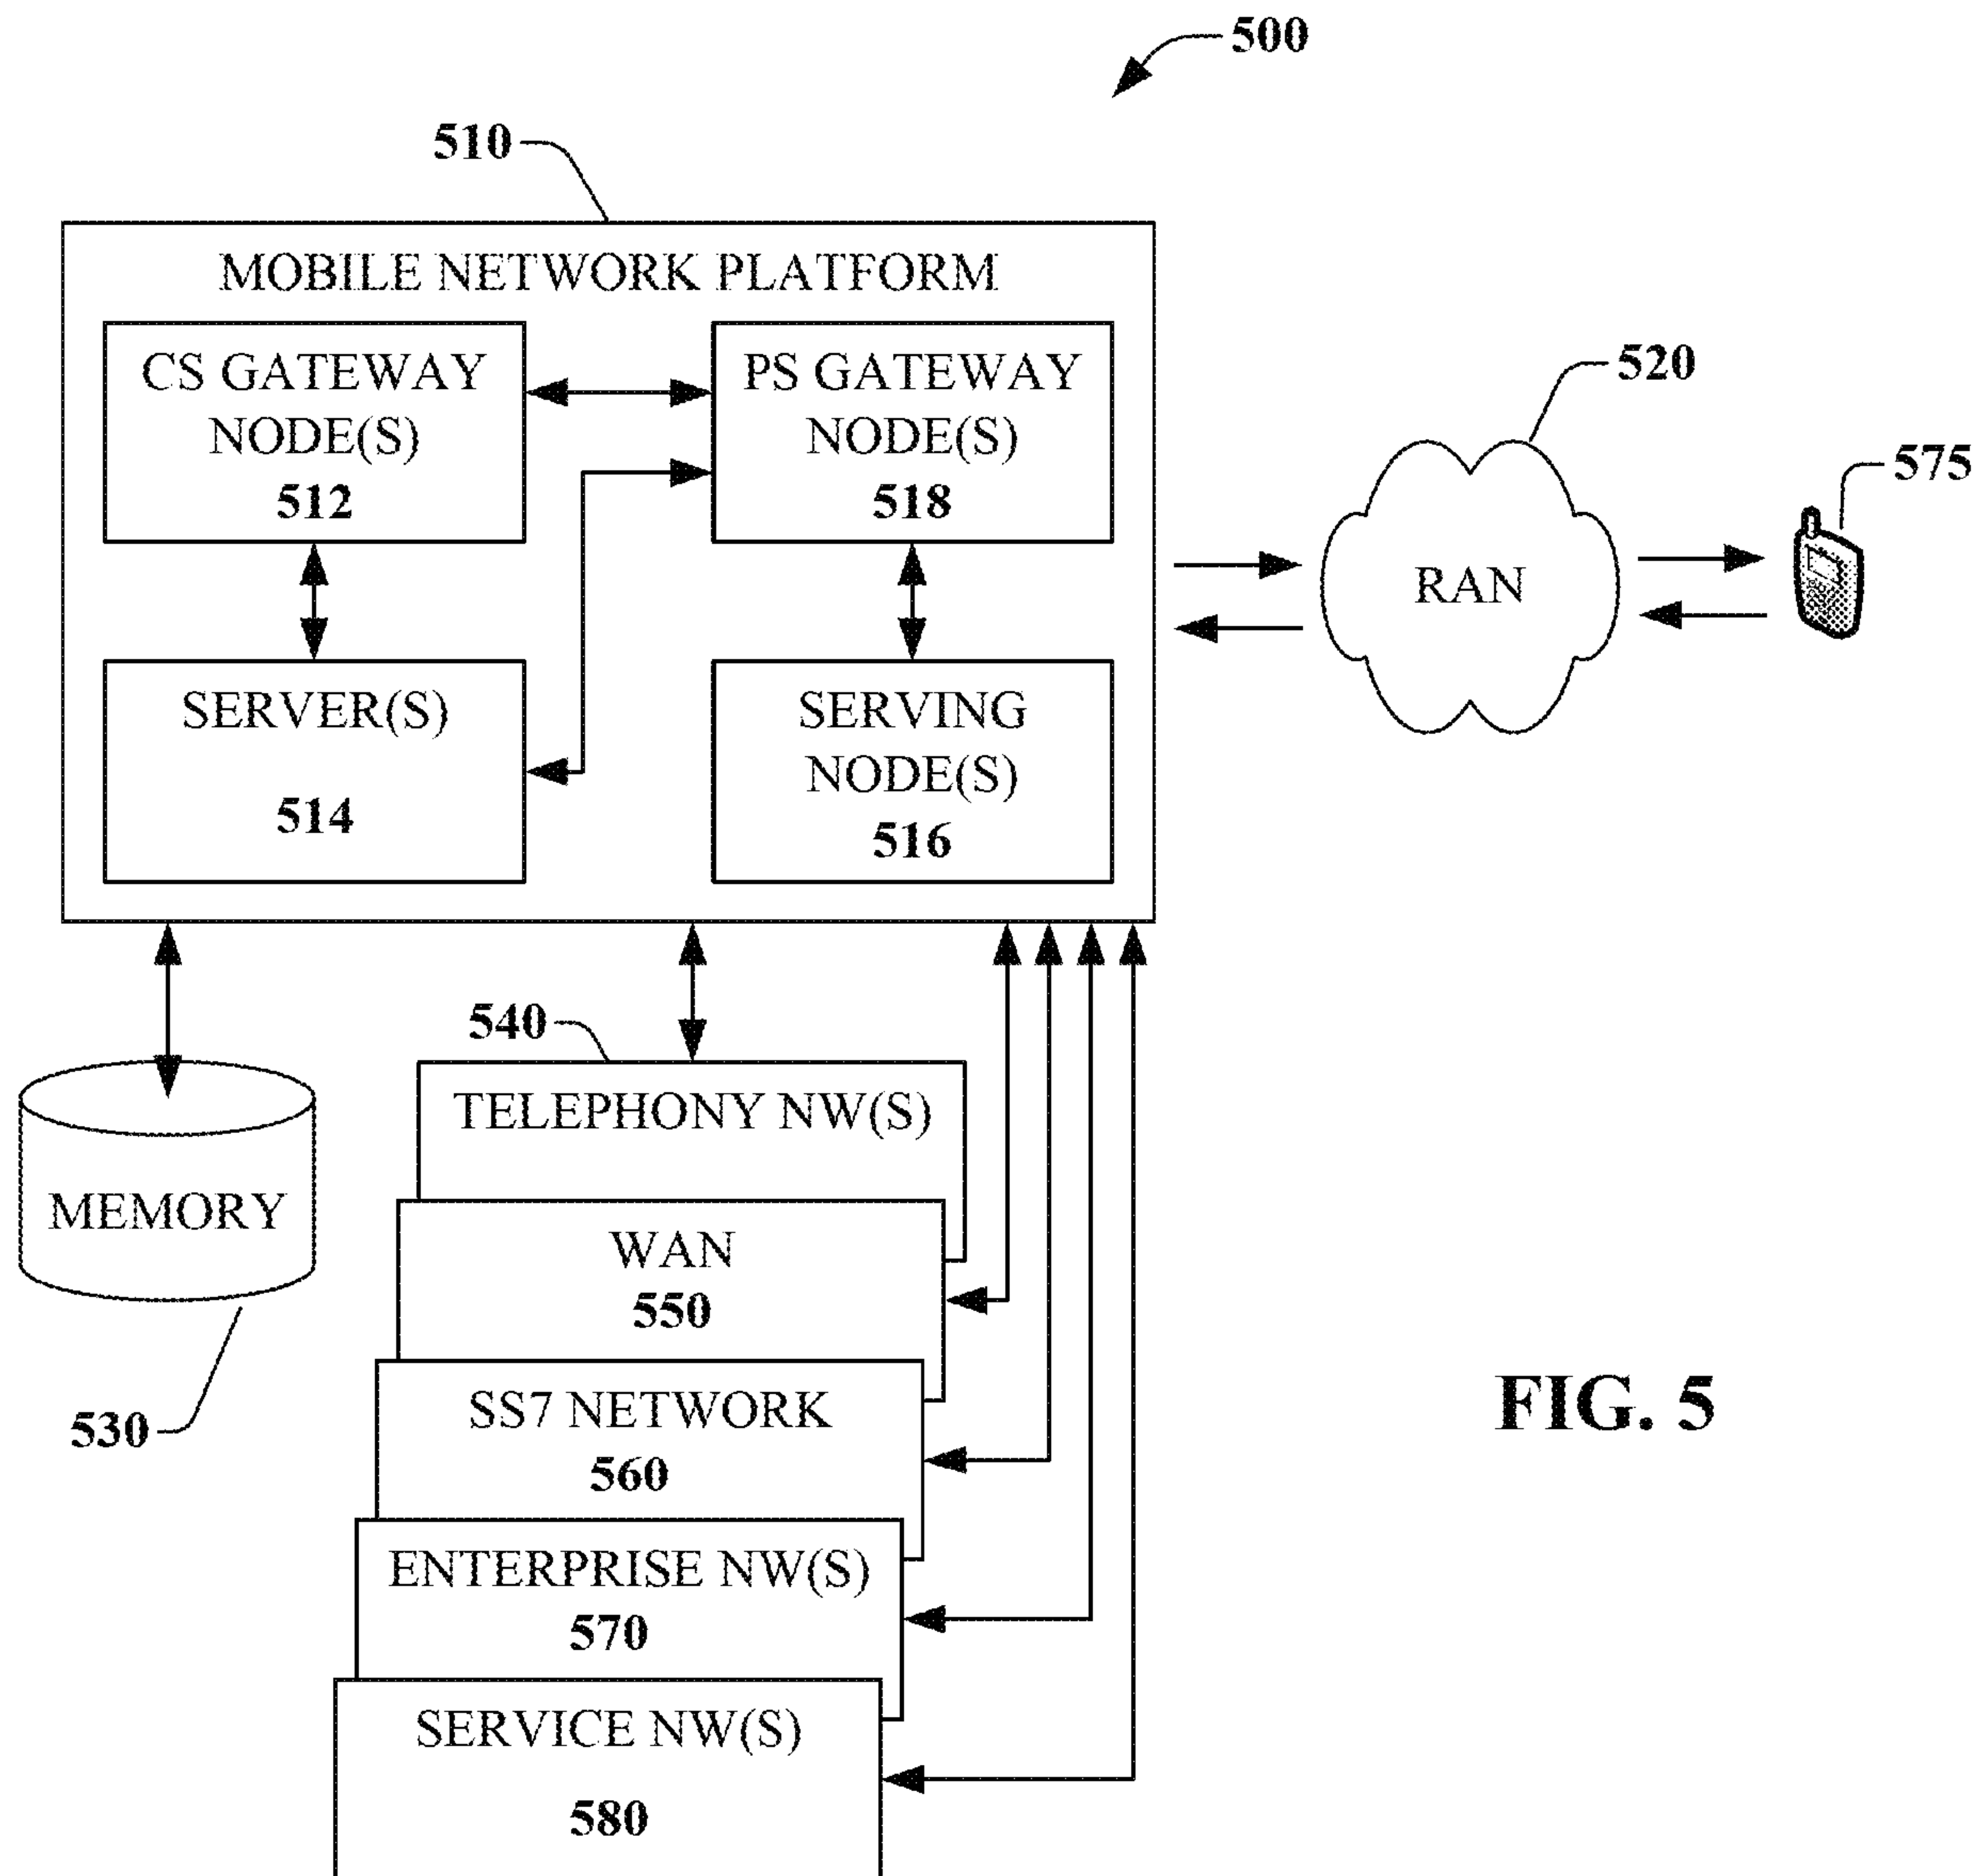 500
510
MOBILE NETWORK PLATFORM
CS GATEWAY
NODE(S)
512
PS GATEWAY
NODE(S)
518
SERVER(S)
514
SERVING
NODE(S)
516
520
RAN
575
540
TELEPHONY NW(S)
MEMORY
530
WAN
550
SS7 NETWORK
560
ENTERPRISE NW(S)
570
SERVICE NW(S)
580
FIG. 5